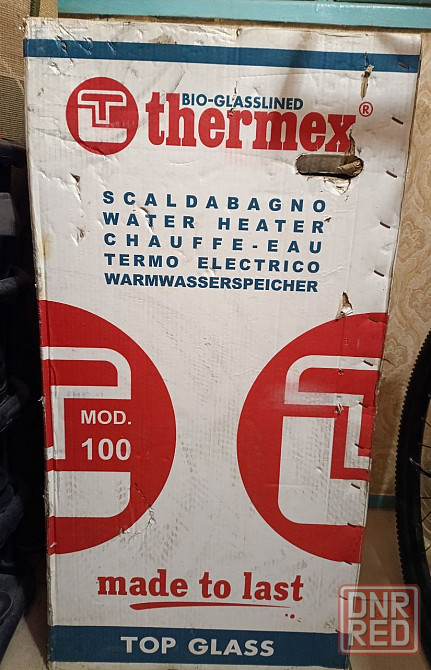 BIO-GLASSLINED
thermex®
SCALDABAGNO
WATER HEATER
CHAUFFE-EAU
TERMO ELECTRICO
WARMWASSERSPEICHER
MOD.
100
made to last
TOP GLASS
DNR
RED